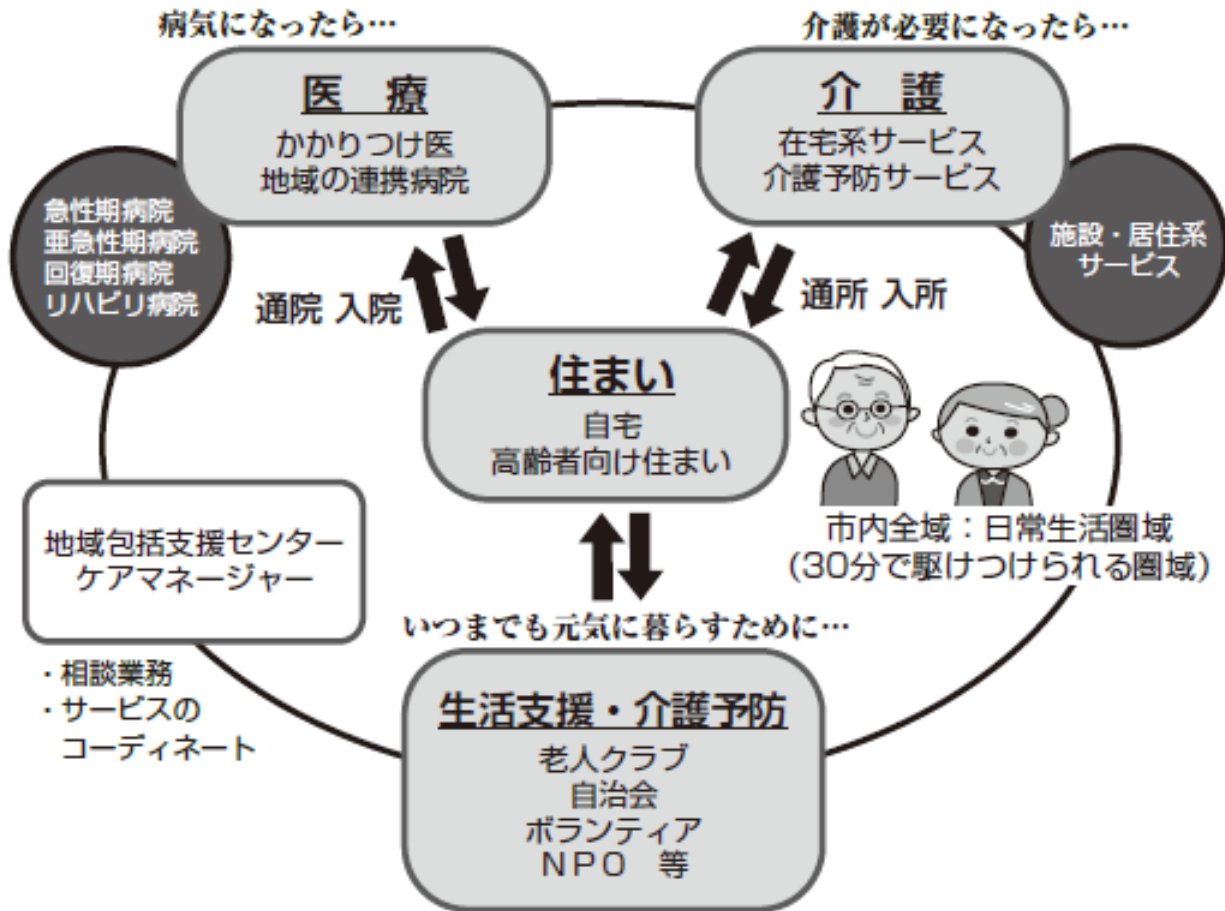 病気になったら…
医　療
かかりつけ医
地域の連携病院
急性期病院
亜急性期病院
回復期病院
リハビリ病院
介護が必要になったら…
介　護
在宅系サービス
介護予防サービス
施設・居住系
サービス
通院 入院
通所 入所
住まい
自宅
高齢者向け住まい
市内全域：日常生活圏域
（30分で駆けつけられる圏域）
地域包括支援センター
ケアマネージャー
・相談業務
・サービスの
コーディネート
いつまでも元気に暮らすために…
生活支援・介護予防
老人クラブ
自治会
ボランティア
ＮＰＯ　等